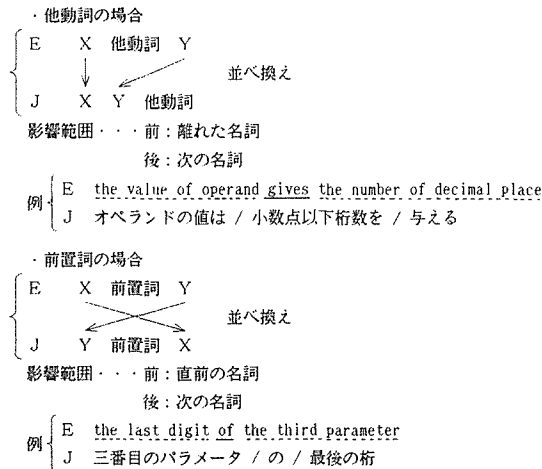 ・他動詞の場合
E X 他動詞 Y
並べ換え
J X Y 他動詞
影響範囲・・・前：離れた名詞
後：次の名詞
例 E the value of operand gives the number of decimal place
J オペランドの値は / 小数点以下桁数を / 与える
・前置詞の場合
E X 前置詞 Y
並べ換え
J Y 前置詞 X
影響範囲・・・前：直前の名詞
後：次の名詞
例 E the last digit of the third parameter
J 三番目のパラメータ / の / 最後の桁